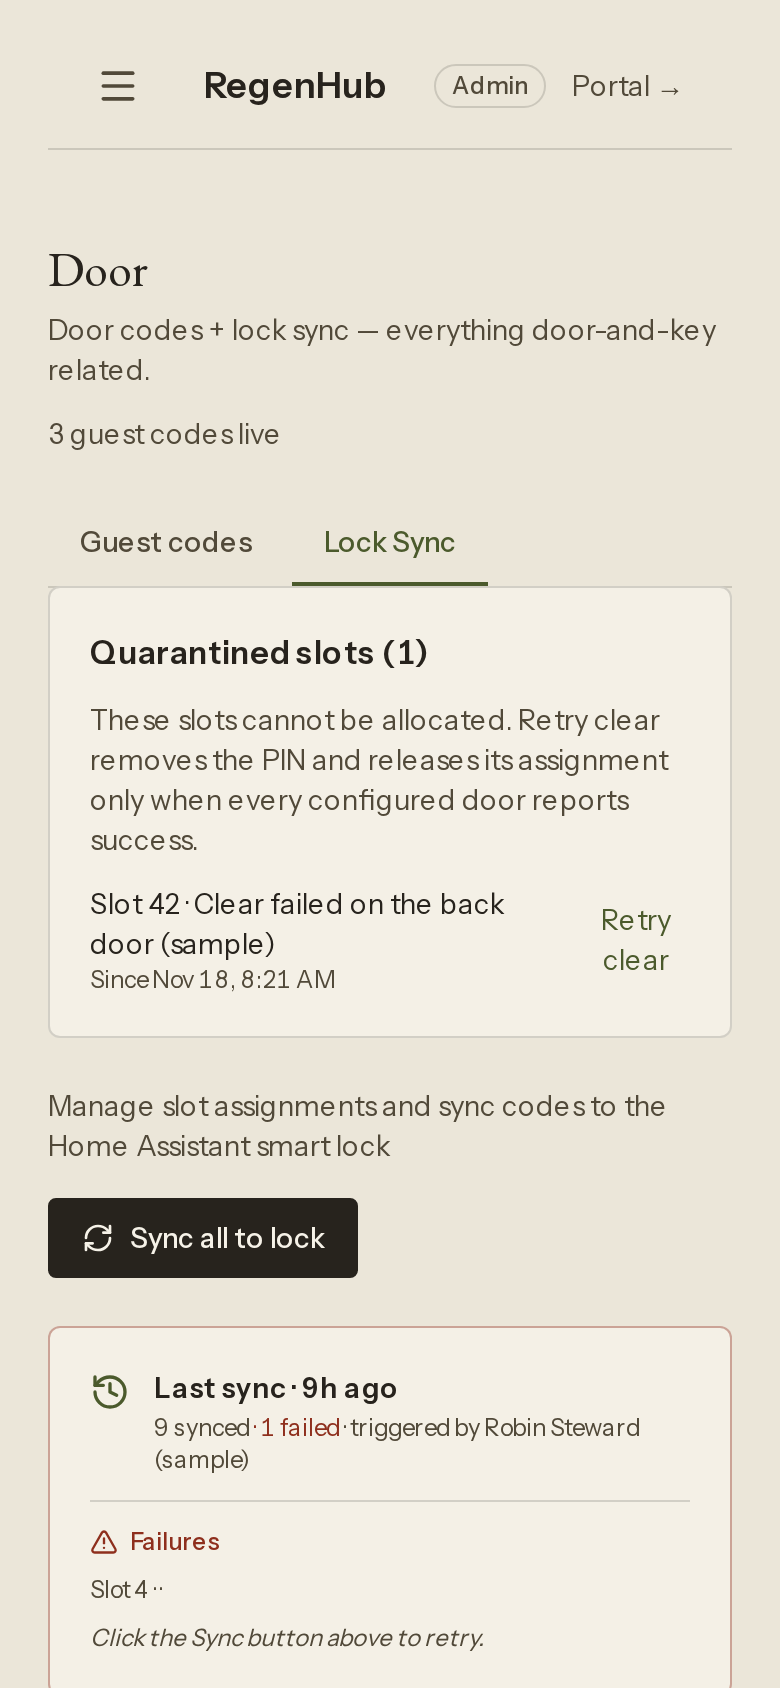 RegenHub
Admin
Portal →
Door
Door codes + lock sync — everything door-and-key
related.
3 guest codes live
Guest codes
Lock Sync
Quarantined slots (1)
These slots cannot be allocated. Retry clear
removes the PIN and releases its assignment
only when every configured door reports
success.
Slot 42 · Clear failed on the back
door (sample)
Since Nov 18, 8:21 AM
Retry
clear
Manage slot assignments and sync codes to the
Home Assistant smart lock
Sync all to lock
Last sync · 9h ago
9 synced · 1 failed · triggered by Robin Steward
(sample)
Failures
Slot 4 · ·
Click the Sync button above to retry.